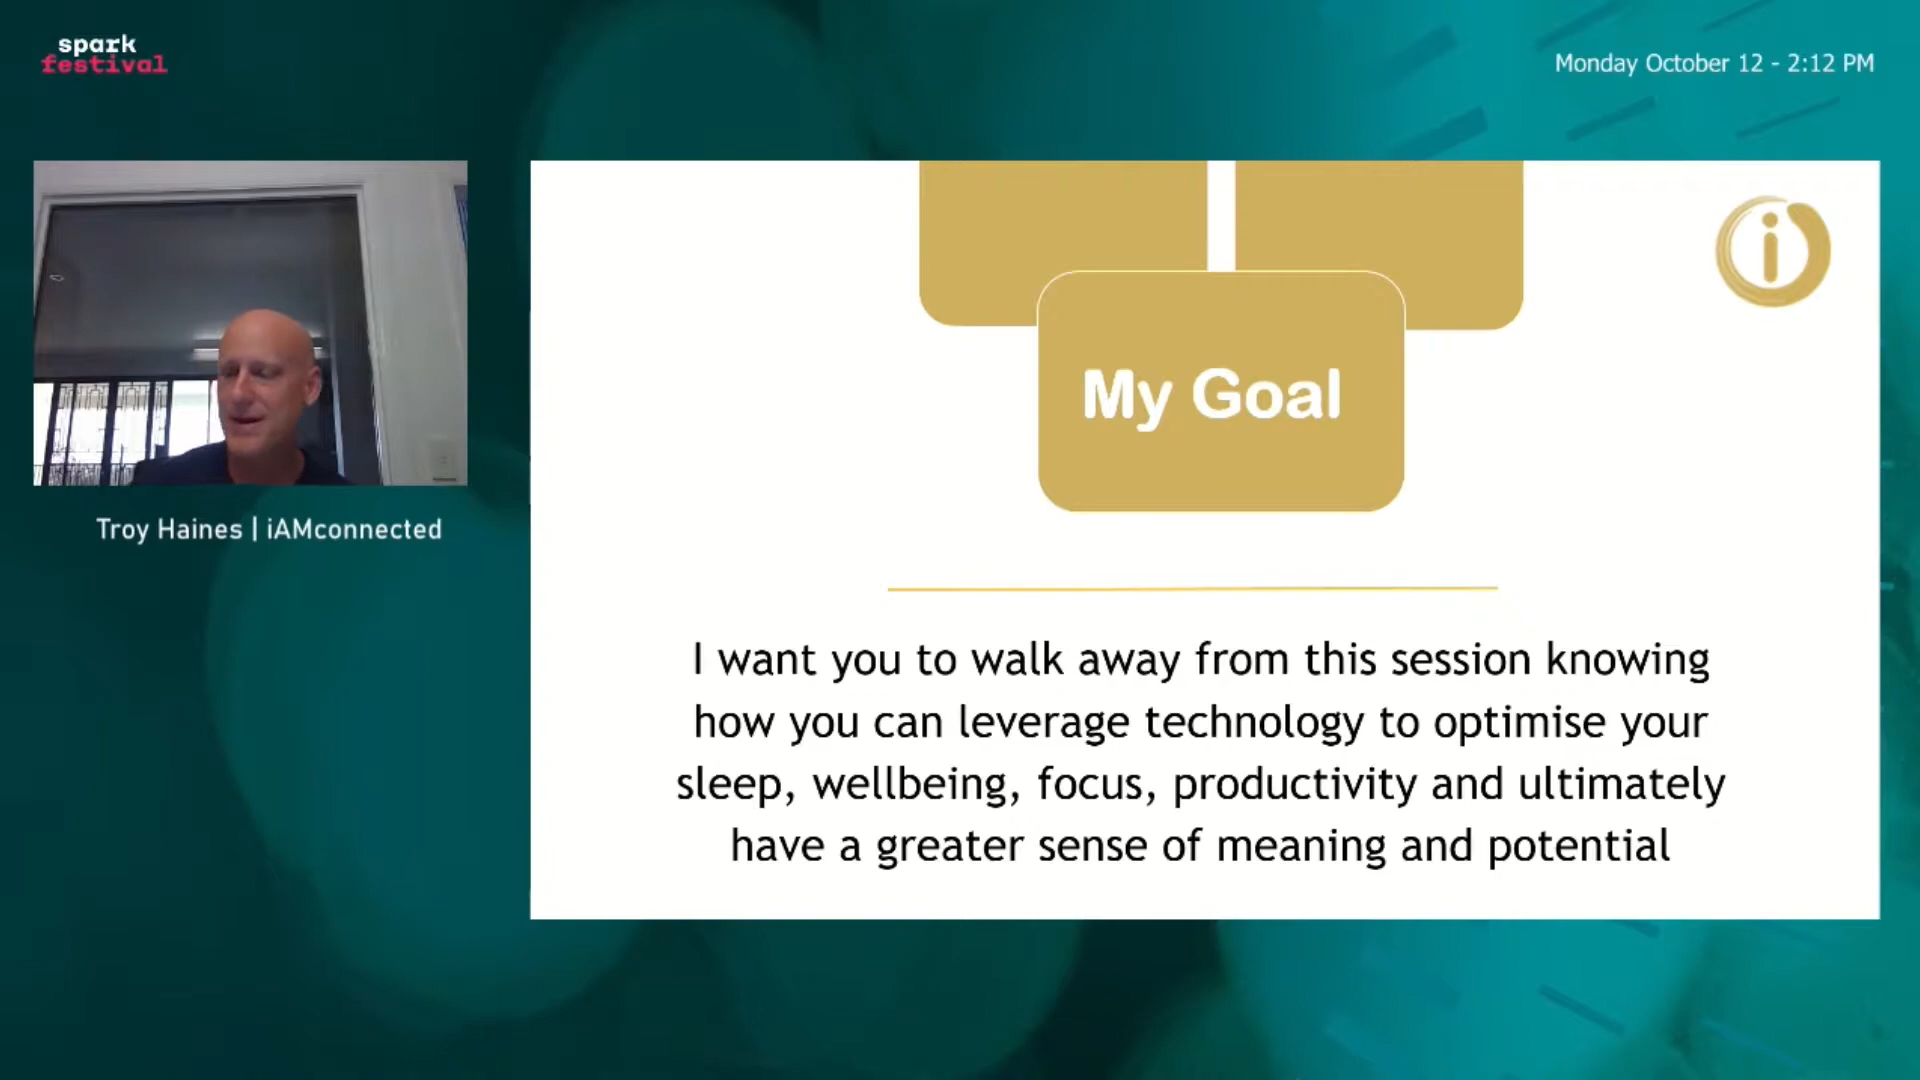 spark
festival
Monday October 12 - 2:12 PM
Troy Haines | iAMconnected
i
My Goal
I want you to walk away from this session knowing
how you can leverage technology to optimise your
sleep, wellbeing, focus, productivity and ultimately
have a greater sense of meaning and potential